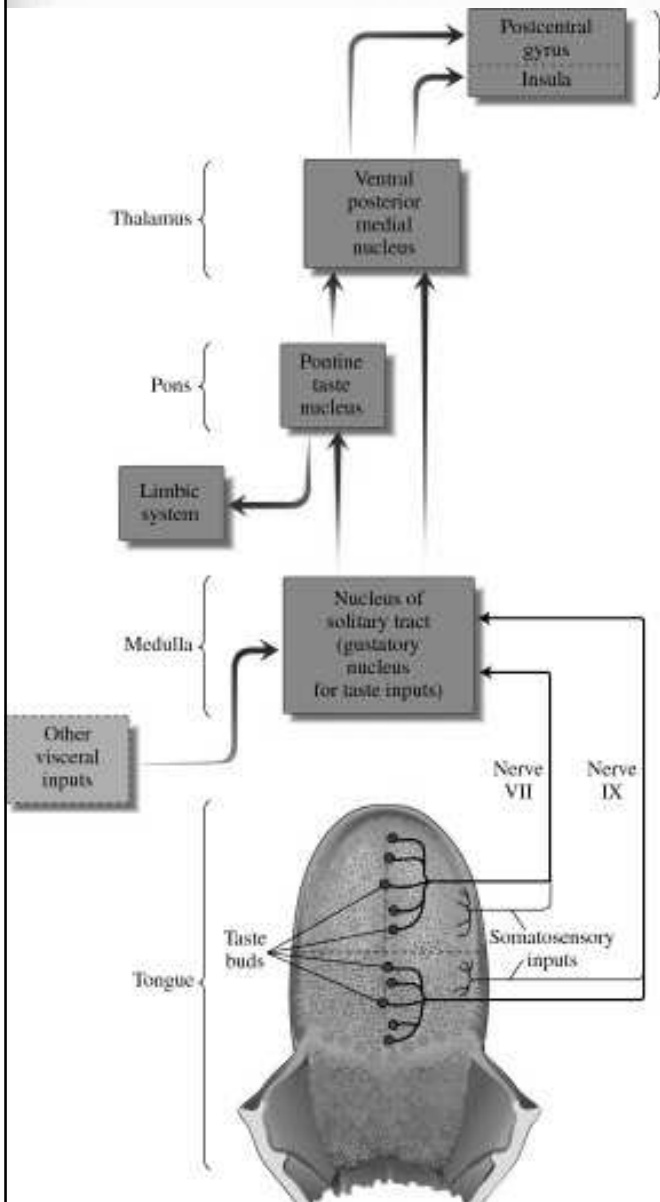 Postcentral
gyrus
Insula
Ventral
posterior
medial
nucleus
Thalamus
Pontine
taste
nucleus
Pons
Limbic
system
Nucleus of
solitary tract
(gustatory
nucleus
for taste inputs)
Medulla
Other
visceral
inputs
Nerve
VII
Nerve
IX
Taste
buds
Somatosensory
inputs
Tongue